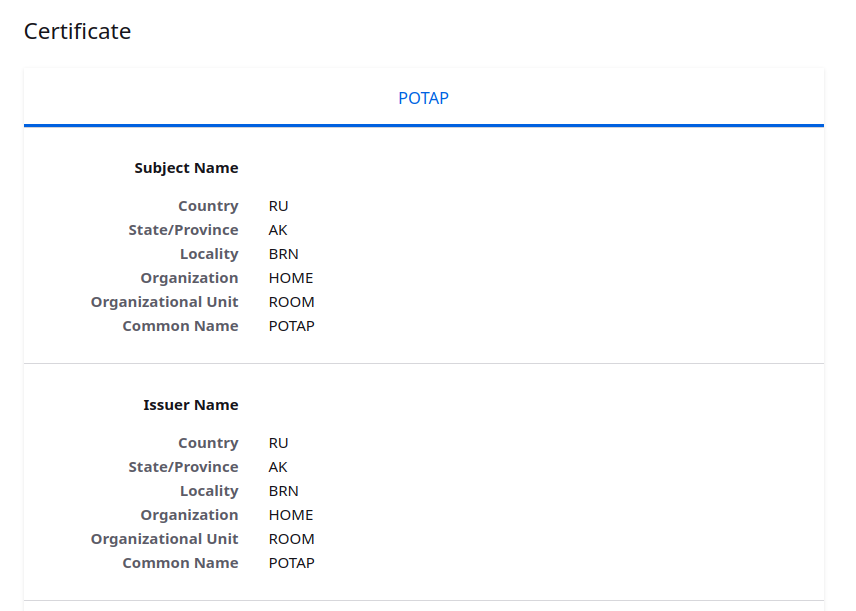 Certificate
POTAP
Subject Name
Country RU
State/Province AK
Locality BRN
Organization HOME
Organizational Unit ROOM
Common Name POTAP
Issuer Name
Country RU
State/Province AK
Locality BRN
Organization HOME
Organizational Unit ROOM
Common Name POTAP